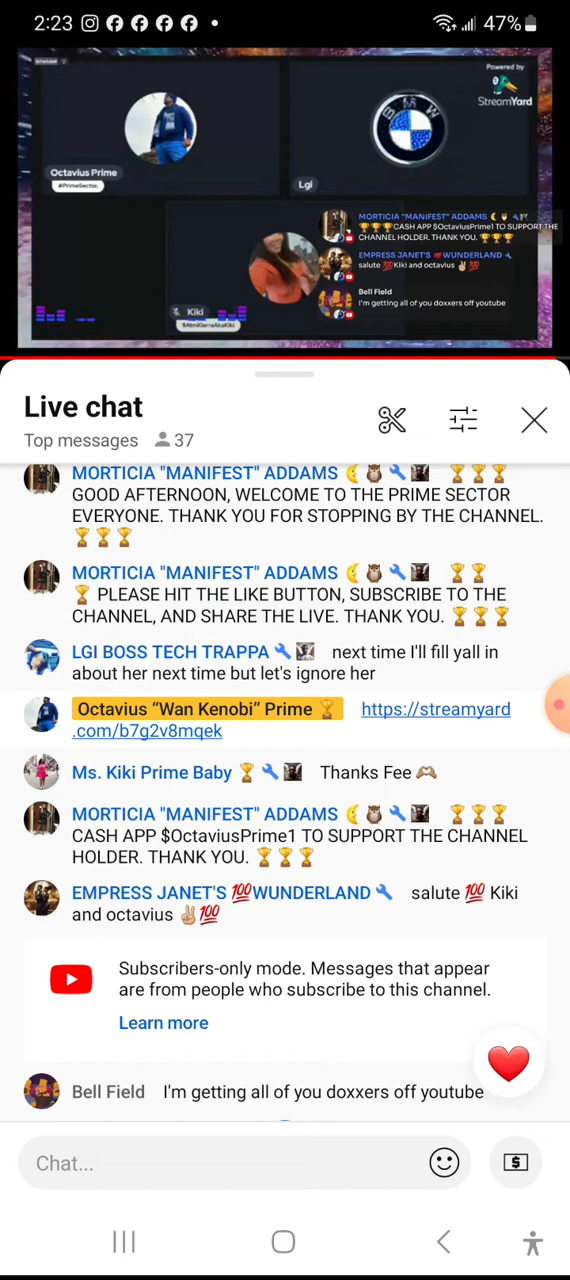 2:23
47%
Powered by
StreamYard
BMW
Octavius Prime
#PrimeSector.
Lgi
MORTICIA "MANIFEST" ADDAMS 🌙🦉🔧
🏆🏆🏆CASH APP $OctaviusPrime1 TO SUPPORT THE
CHANNEL HOLDER. THANK YOU. 🏆🏆🏆
EMPRESS JANET'S 💯WUNDERLAND 🔧
salute 💯Kiki and octavius ✌🏼💯
Bell Field
I'm getting all of you doxxers off youtube
Kiki
Live chat
Top messages 37
MORTICIA "MANIFEST" ADDAMS 🌙🦉🔧 🏆🏆🏆
GOOD AFTERNOON, WELCOME TO THE PRIME SECTOR
EVERYONE. THANK YOU FOR STOPPING BY THE CHANNEL.
🏆🏆🏆
MORTICIA "MANIFEST" ADDAMS 🌙🦉🔧 🏆🏆
🏆 PLEASE HIT THE LIKE BUTTON, SUBSCRIBE TO THE
CHANNEL, AND SHARE THE LIVE. THANK YOU. 🏆🏆🏆
LGI BOSS TECH TRAPPA 🔧 next time I'll fill yall in
about her next time but let's ignore her
Octavius “Wan Kenobi” Prime 🏆 https://streamyard
.com/b7g2v8mqek
Ms. Kiki Prime Baby 🏆🔧 Thanks Fee 🫶🏼
MORTICIA "MANIFEST" ADDAMS 🌙🦉🔧 🏆🏆🏆
CASH APP $OctaviusPrime1 TO SUPPORT THE CHANNEL
HOLDER. THANK YOU. 🏆🏆🏆
EMPRESS JANET'S 💯WUNDERLAND 🔧 salute 💯 Kiki
and octavius ✌🏼💯
Subscribers-only mode. Messages that appear
are from people who subscribe to this channel.
Learn more
Bell Field I'm getting all of you doxxers off youtube
Chat...